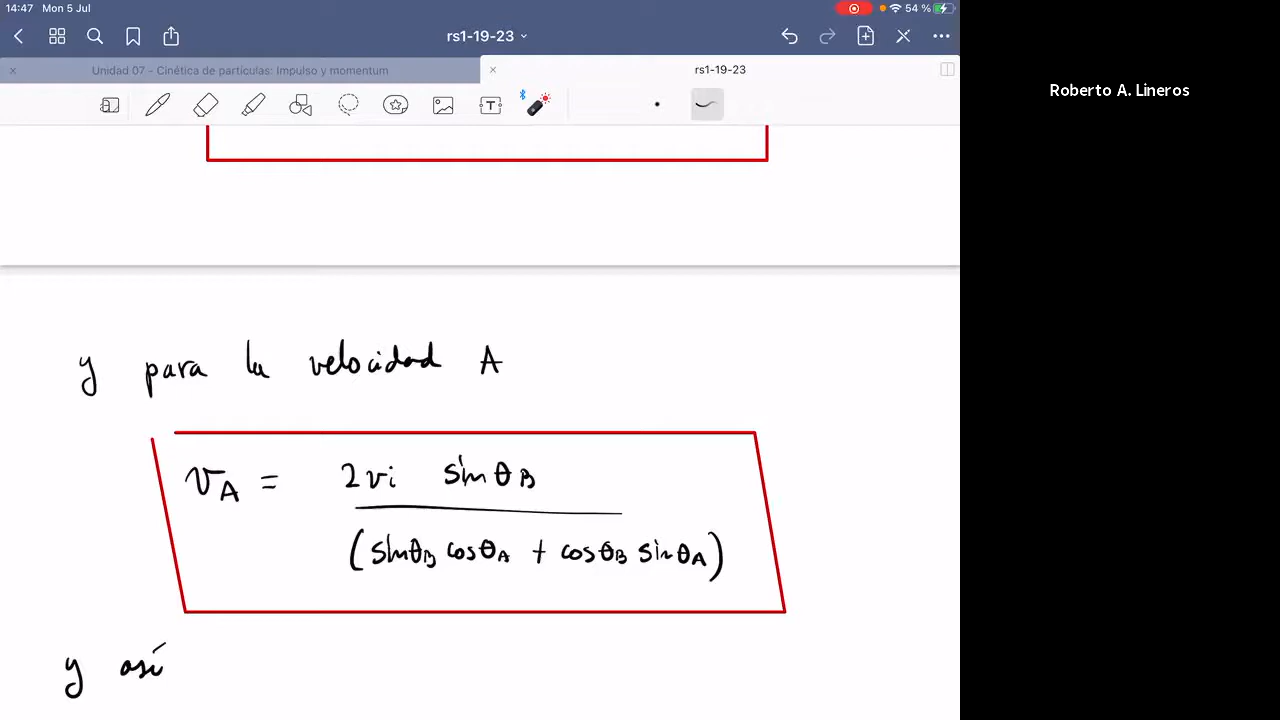 14:47 Mon 5 Jul
54 %
rs1-19-23
Unidad 07 - Cinética de partículas: Impulso y momentum
rs1-19-23
Roberto A. Lineros
y para la velocidad A
v_A = 2vi sinθ_B
(sinθ_B cosθ_A + cosθ_B sinθ_A)
y así